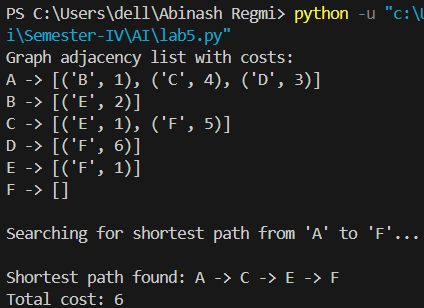 PS C:\Users\dell\Abinash Regmi> python -u "c:\
i\Semester-IV\AI\lab5.py"
Graph adjacency list with costs:
A -> [('B', 1), ('C', 4), ('D', 3)]
B -> [('E', 2)]
C -> [('E', 1), ('F', 5)]
D -> [('F', 6)]
E -> [('F', 1)]
F -> []
Searching for shortest path from 'A' to 'F'...
Shortest path found: A -> C -> E -> F
Total cost: 6